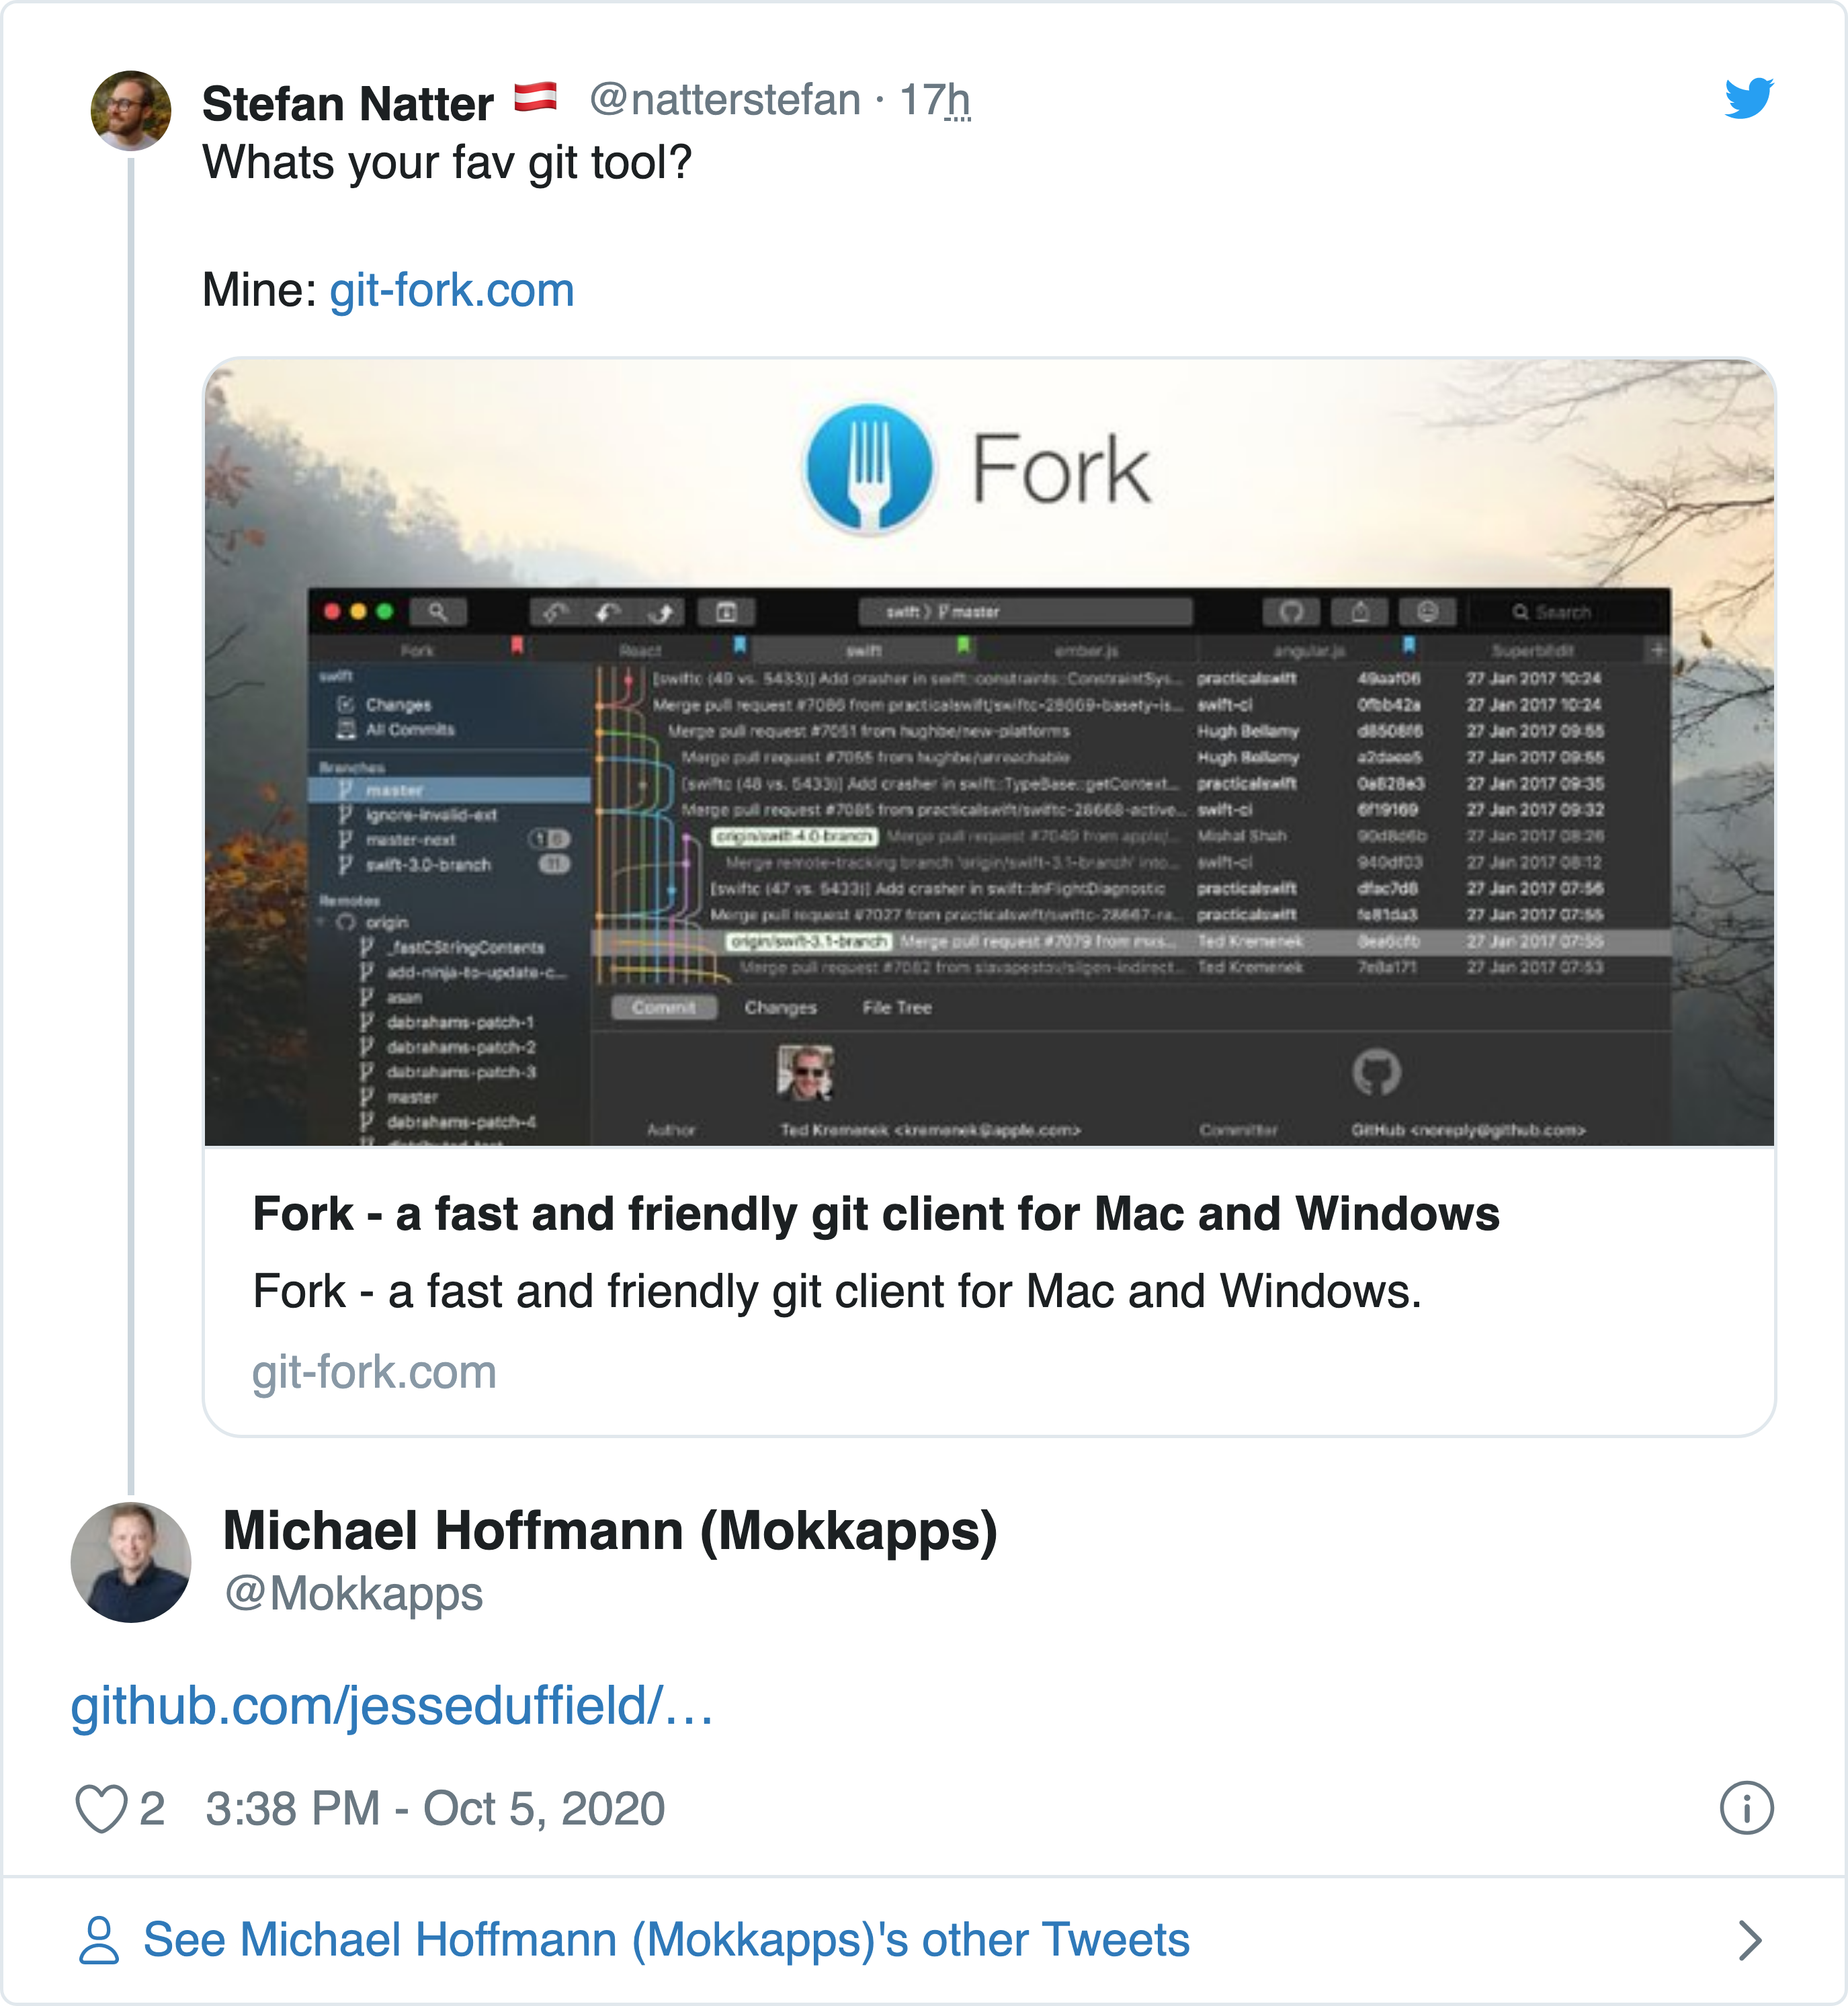 Stefan Natter @natterstefan · 17h
Whats your fav git tool?
Mine: git-fork.com
Fork
swift master
Search
Fork React swift ember.js angular.js
swift
Changes
All Commits
Branches
master
ignore-invalid-ext
master-next
swift-3.0-branch
Remotes
origin
_fastCStringContents
add-ninja-to-update-c...
asan
dabrahams-patch-1
dabrahams-patch-2
dabrahams-patch-3
master
dabrahams-patch-4
[swiftc (49 vs. 5433)] Add crasher in swift::constraints::ConstraintSys... practicalswift 27 Jan 2017 10:24
Merge pull request #7086 from practicalswift/swiftc-28669-basety-is... swift-ci 0fbb42a 27 Jan 2017 10:24
Merge pull request #7051 from hughbe/new-platforms Hugh Bellamy 27 Jan 2017 09:55
Merge pull request from hughbe/unreachable Hugh Bellamy 27 Jan 2017 09:55
[swiftc (48 vs. 5433)] Add crasher in swift::TypeBase::getContext... practicalswift 27 Jan 2017 09:35
Merge pull request #7085 from practicalswift/swiftc-28668-active... swift-ci 6f19169 27 Jan 2017 09:32
origin/swift-4.0-branch Merge pull request #7049 from apple/... Mishal Shah 27 Jan 2017 08:26
Merge remote-tracking branch 'origin/swift-3.1-branch' into... swift-ci 940df03 27 Jan 2017 08:12
[swiftc (47 vs. 5433)] Add crasher in swift::InFlightDiagnostic practicalswift dfac7d8 27 Jan 2017 07:56
Merge pull request #7027 from practicalswift/swiftc-28667-ra... practicalswift fe81da3 27 Jan 2017 07:55
origin/swift-3.1-branch Merge pull request #7079 from Ted Kremenek 27 Jan 2017 07:55
Merge pull request #7082 from slavapestov/silgen-indirect... Ted Kremenek 7e8a171 27 Jan 2017 07:53
Commit Changes File Tree
Author Ted Kremenek <kremenek@apple.com> Committer GitHub <noreply@github.com>
Fork - a fast and friendly git client for Mac and Windows
Fork - a fast and friendly git client for Mac and Windows.
git-fork.com
Michael Hoffmann (Mokkapps)
@Mokkapps
github.com/jesseduffield/…
2 3:38 PM - Oct 5, 2020
See Michael Hoffmann (Mokkapps)'s other Tweets